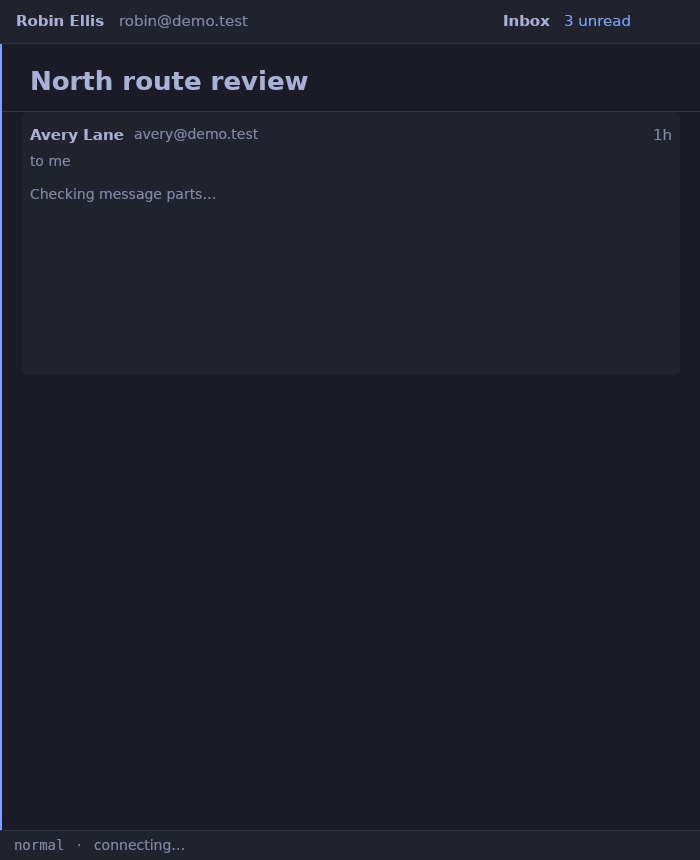 Robin Ellis robin@demo.test Inbox 3 unread
North route review
Avery Lane avery@demo.test 1h
to me
Checking message parts…
normal · connecting…